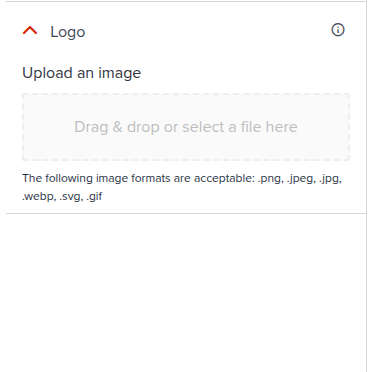 Logo
Upload an image
Drag & drop or select a file here
The following image formats are acceptable: .png, .jpeg, .jpg,
.webp, .svg, .gif